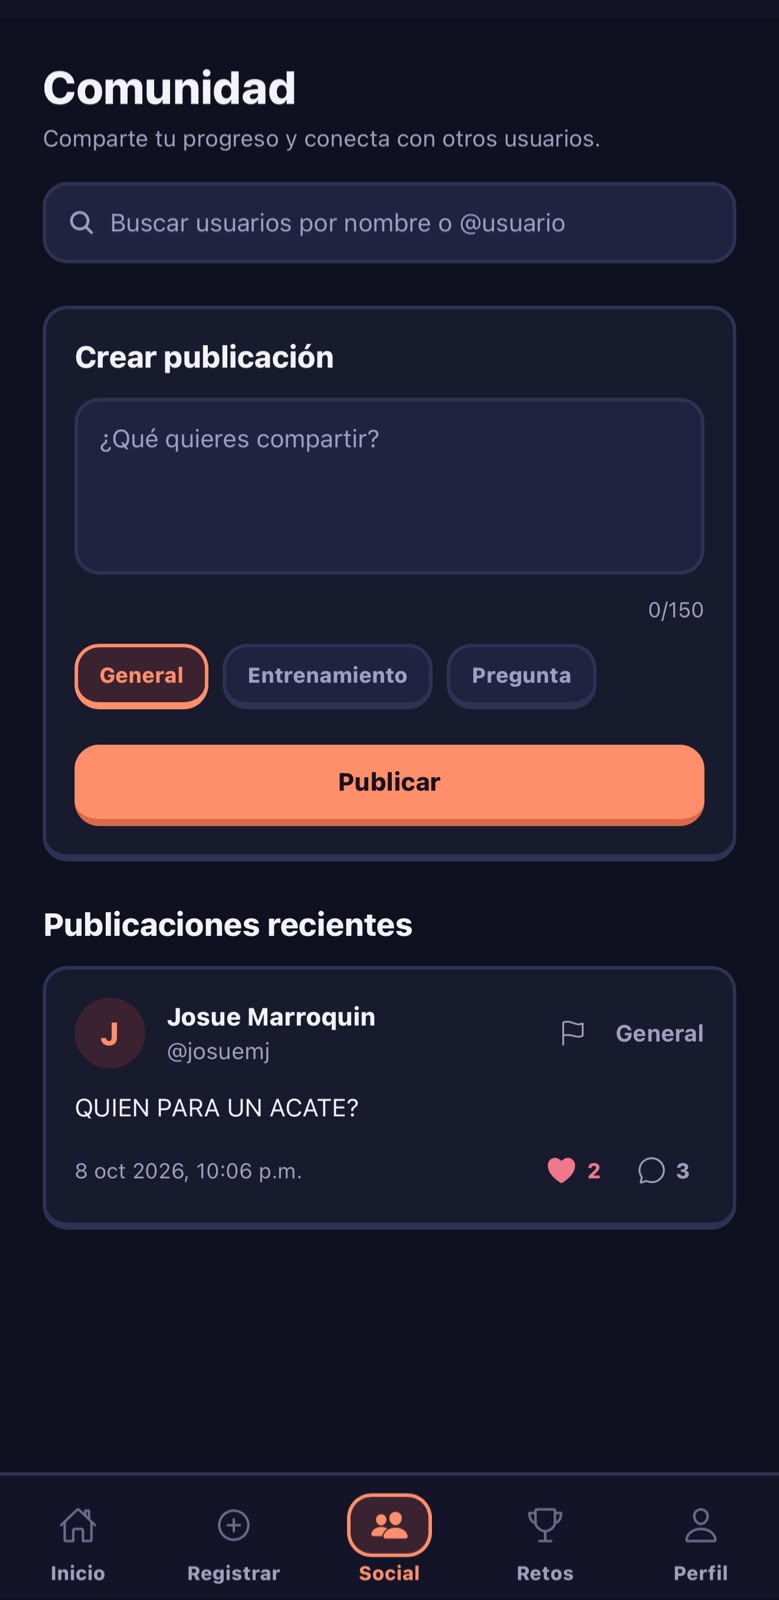 Comunidad
Comparte tu progreso y conecta con otros usuarios.
Buscar usuarios por nombre o @usuario
Crear publicación
¿Qué quieres compartir?
0/150
General Entrenamiento Pregunta
Publicar
Publicaciones recientes
J Josue Marroquin General
@josuemj
QUIEN PARA UN ACATE?
8 oct 2026, 10:06 p.m. 2 3
Inicio Registrar Social Retos Perfil